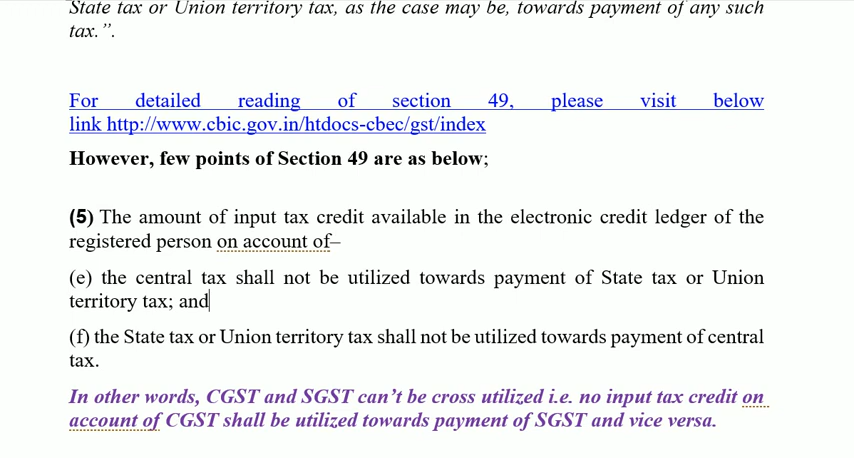 State tax or Union territory tax, as the case may be, towards payment of any such
tax.”.
For detailed reading of section 49, please visit below
link http://www.cbic.gov.in/htdocs-cbec/gst/index
However, few points of Section 49 are as below;
(5) The amount of input tax credit available in the electronic credit ledger of the
registered person on account of–
(e) the central tax shall not be utilized towards payment of State tax or Union
territory tax; and
(f) the State tax or Union territory tax shall not be utilized towards payment of central
tax.
In other words, CGST and SGST can’t be cross utilized i.e. no input tax credit on
account of CGST shall be utilized towards payment of SGST and vice versa.